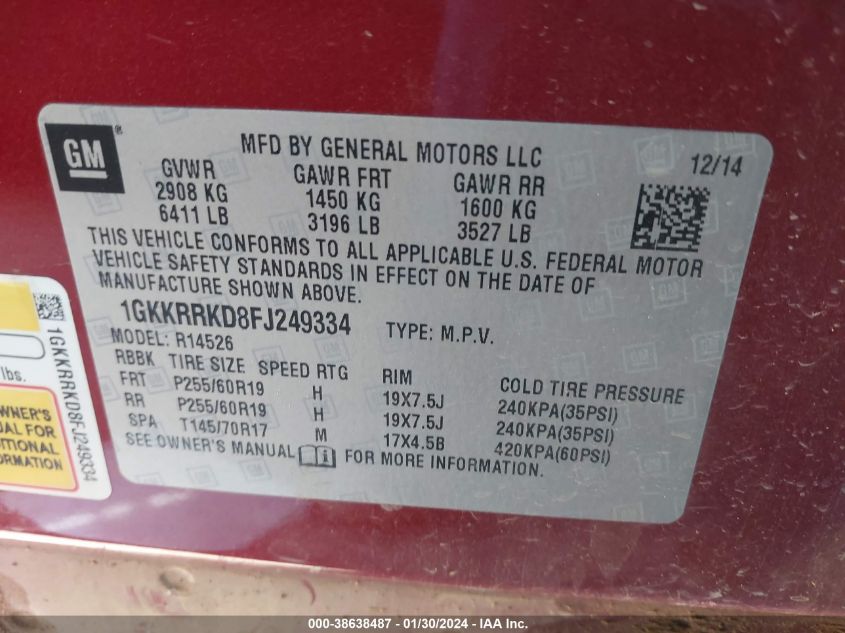 GM
MFD BY GENERAL MOTORS LLC
12/14
GVWR GAWR FRT GAWR RR
2908 KG 1450 KG 1600 KG
6411 LB 3196 LB 3527 LB
THIS VEHICLE CONFORMS TO ALL APPLICABLE U.S. FEDERAL MOTOR
VEHICLE SAFETY STANDARDS IN EFFECT ON THE DATE OF
MANUFACTURE SHOWN ABOVE.
1GKKRRKD8FJ249334 TYPE: M.P.V.
MODEL: R14526
RBBK TIRE SIZE SPEED RTG RIM COLD TIRE PRESSURE
FRT P255/60R19 H 19X7.5J 240KPA(35PSI)
RR P255/60R19 H 19X7.5J 240KPA(35PSI)
SPA T145/70R17 M 17X4.5B 420KPA(60PSI)
SEE OWNER'S MANUAL FOR MORE INFORMATION.
1GKKRRKD8FJ249334
lbs.
OWNER'S
FOR
ORMATION
000-38638487 - 01/30/2024 - IAA Inc.